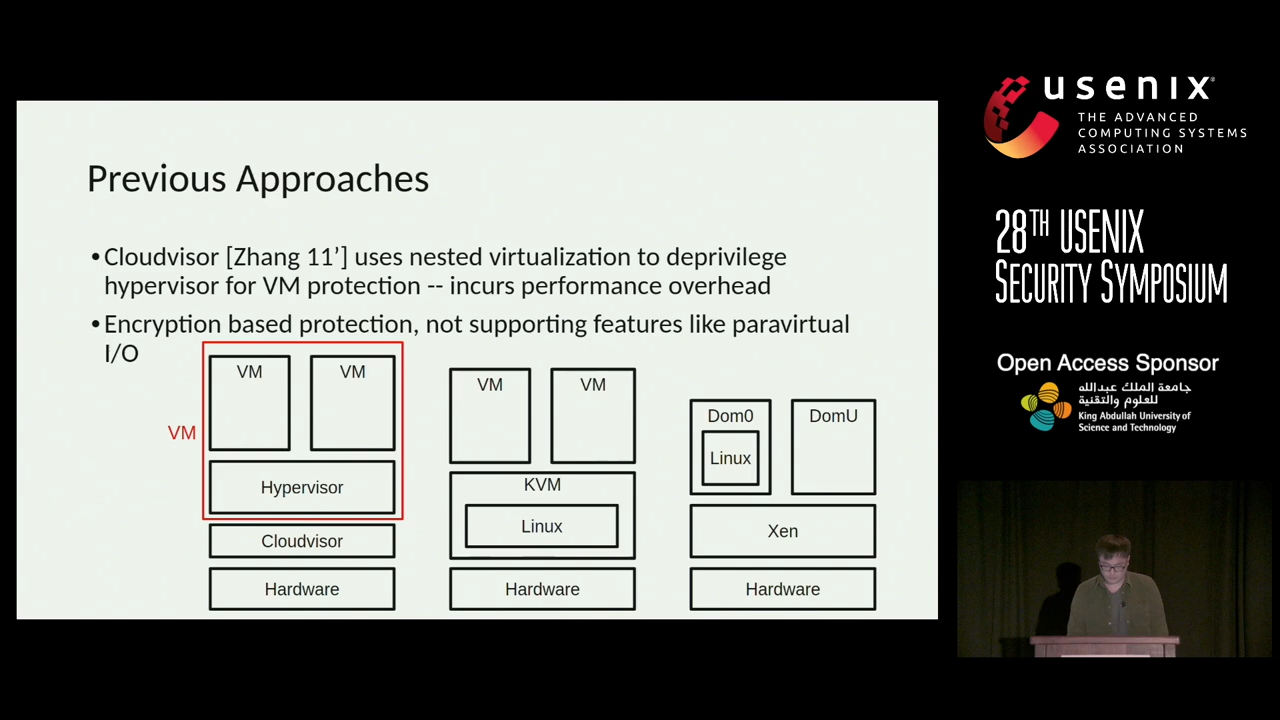 Previous Approaches
•Cloudvisor [Zhang 11’] uses nested virtualization to deprivilege
hypervisor for VM protection -- incurs performance overhead
•Encryption based protection, not supporting features like paravirtual
I/O
VM
VM
VM
Hypervisor
Cloudvisor
Hardware
VM
VM
KVM
Linux
Hardware
Dom0
DomU
Linux
Xen
Hardware
usenix
THE ADVANCED
COMPUTING SYSTEMS
ASSOCIATION
28TH USENIX
SECURITY SYMPOSIUM
Open Access Sponsor
جامعة الملك عبدالله
للعلوم والتقنية
King Abdullah University of
Science and Technology